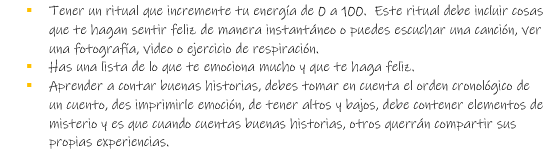 Tener un ritual que incremente tu energía de 0 a 100. Este ritual debe incluir cosas
que te hagan sentir feliz de manera instantáneo o puedes escuchar una canción, ver
una fotografía, video o ejercicio de respiración.
Has una lista de lo que te emociona mucho y que te haga feliz.
Aprender a contar buenas historias, debes tomar en cuenta el orden cronológico de
un cuento, des imprimirle emoción, de tener altos y bajos, debe contener elementos de
misterio y es que cuando cuentas buenas historias, otros querrán compartir sus
propias experiencias.